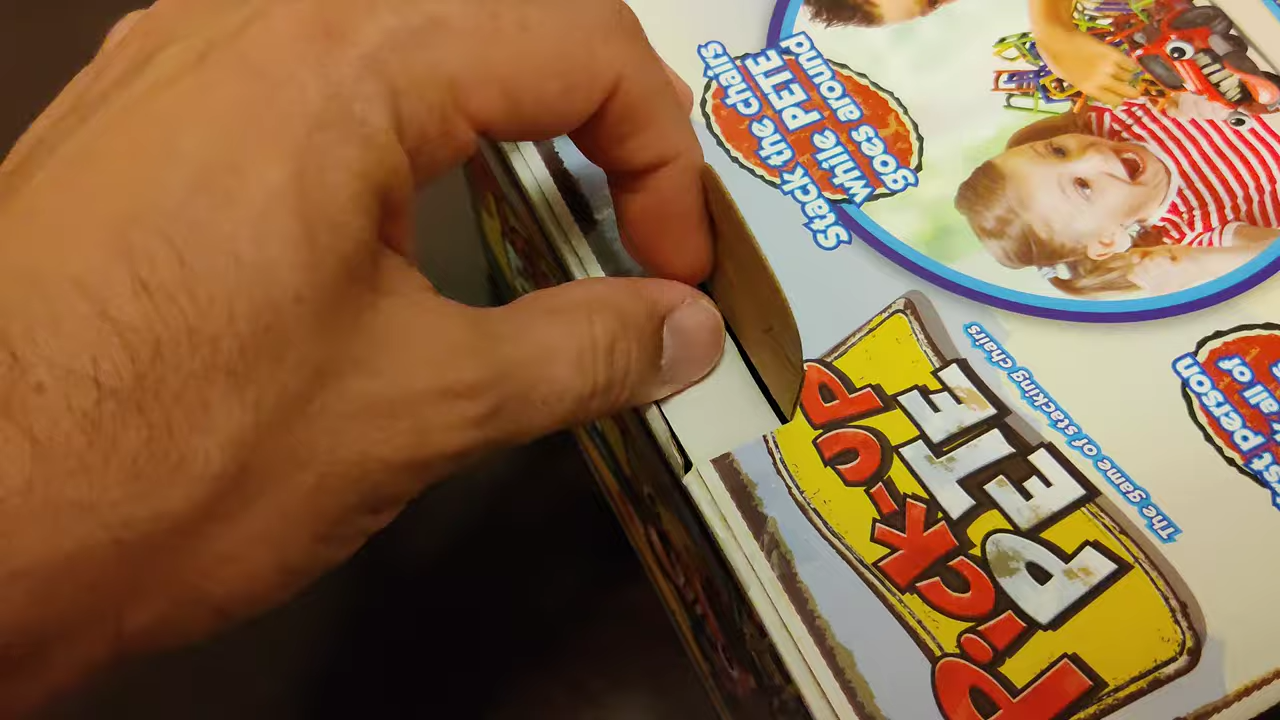 Stack the chairs
while PETE
goes around
PiCK-UP
PETE
The game of stacking chairs
person
all of